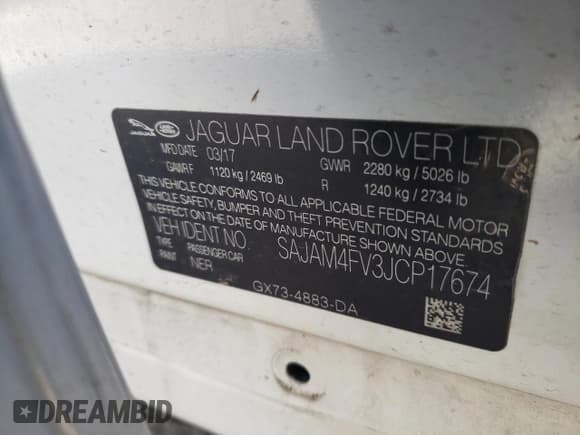 JAGUAR LAND ROVER JAGUAR LAND ROVER LTD
MFD DATE 03/17 GVWR 2280 kg / 5026 lb
GAWR F 1120 kg / 2469 lb R 1240 kg / 2734 lb
THIS VEHICLE CONFORMS TO ALL APPLICABLE FEDERAL MOTOR
VEHICLE SAFETY, BUMPER AND THEFT PREVENTION STANDARDS
IN EFFECT ON THE DATE OF MANUFACTURE SHOWN ABOVE.
VEH IDENT NO. SAJAM4FV3JCP17674
TYPE PASSENGER CAR
PAINT NER
GX73-4883-DA
DREAMBID